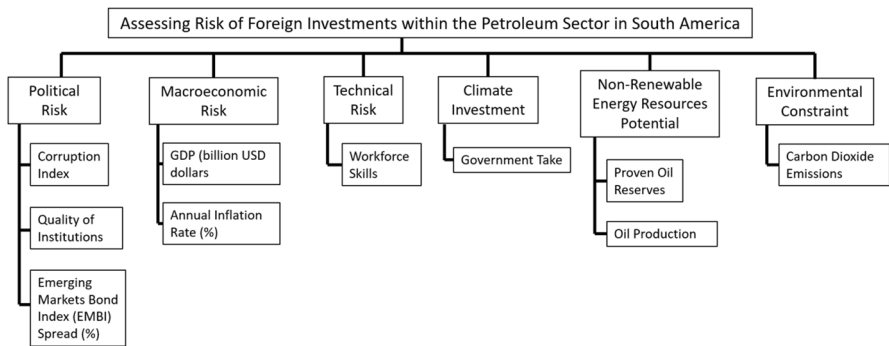 Assessing Risk of Foreign Investments within the Petroleum Sector in South America
Political
Risk
Corruption
Index
Quality of
Institutions
Emerging
Markets Bond
Index (EMBI)
Spread (%)
Macroeconomic
Risk
GDP (billion USD
dollars
Annual Inflation
Rate (%)
Technical
Risk
Workforce
Skills
Climate
Investment
Government Take
Non-Renewable
Energy Resources
Potential
Proven Oil
Reserves
Oil Production
Environmental
Constraint
Carbon Dioxide
Emissions